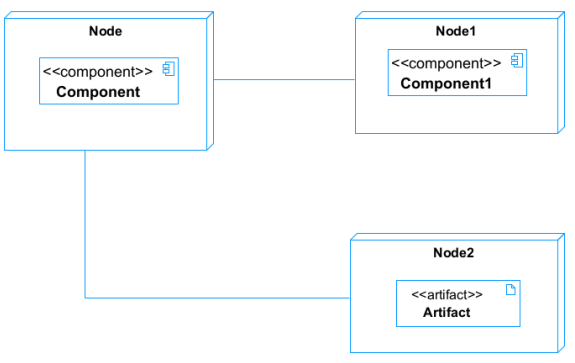 Node
<<component>>
Component
Node1
<<component>>
Component1
Node2
<<artifact>>
Artifact